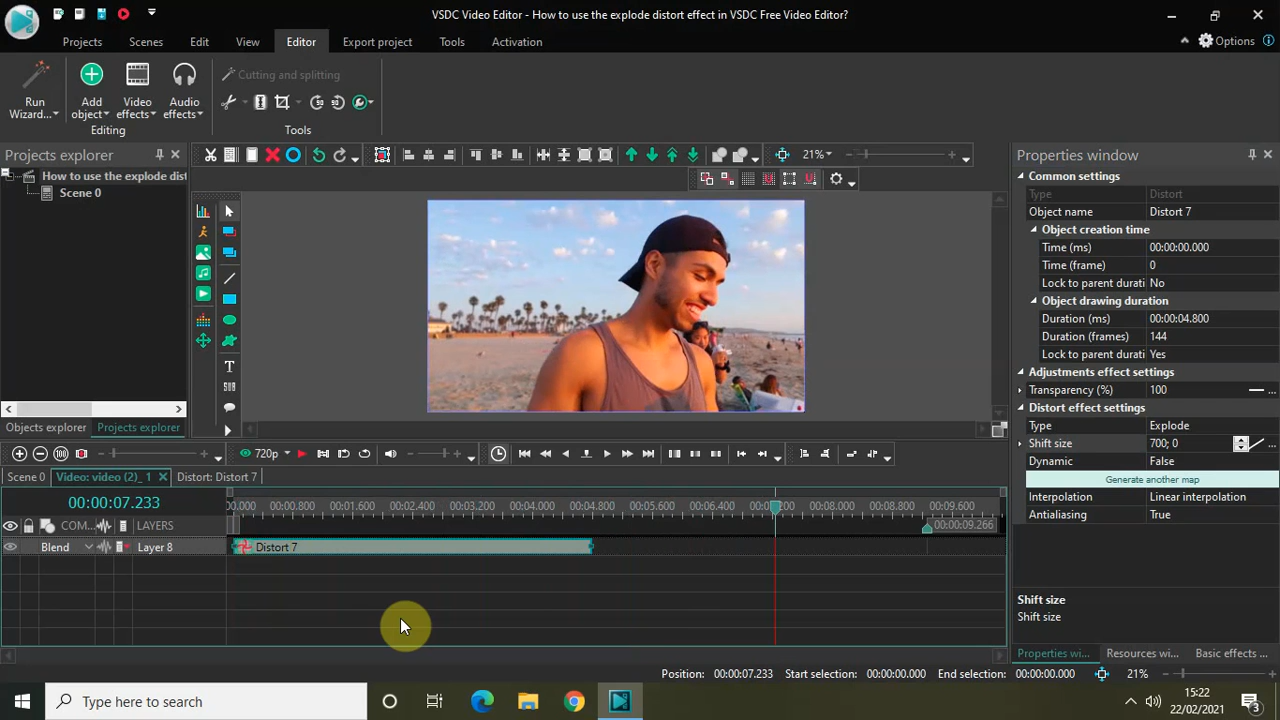 VSDC Video Editor - How to use the explode distort effect in VSDC Free Video Editor?
Projects Scenes Edit View Editor Export project Tools Activation
Options
Run Wizard...
Add object
Video effects
Audio effects
Editing
Cutting and splitting
Tools
Projects explorer
How to use the explode dist
Scene 0
Objects explorer Projects explorer
21%
720p
Scene 0 Video: video (2)_ 1 Distort: Distort 7
00:00:07.233
0.000 00:00.800 00:01.600 00:02.400 00:03.200 00:04.000 00:04.800 00:05.600 00:06.400 00:08.000 00:08.800 00:09.600
COM... LAYERS
00:00:09.266
Blend Layer 8 Distort 7
Position: 00:00:07.233 Start selection: 00:00:00.000 End selection: 00:00:00.000 21%
Properties window
Common settings
Type Distort
Object name Distort 7
Object creation time
Time (ms) 00:00:00.000
Time (frame) 0
Lock to parent durati No
Object drawing duration
Duration (ms) 00:00:04.800
Duration (frames) 144
Lock to parent durati Yes
Adjustments effect settings
Transparency (%) 100 ...
Distort effect settings
Type Explode
Shift size 700; 0 ...
Dynamic False
Generate another map
Interpolation Linear interpolation
Antialiasing True
Shift size
Shift size
Properties wi... Resources wi... Basic effects ...
Type here to search
15:22
22/02/2021
3